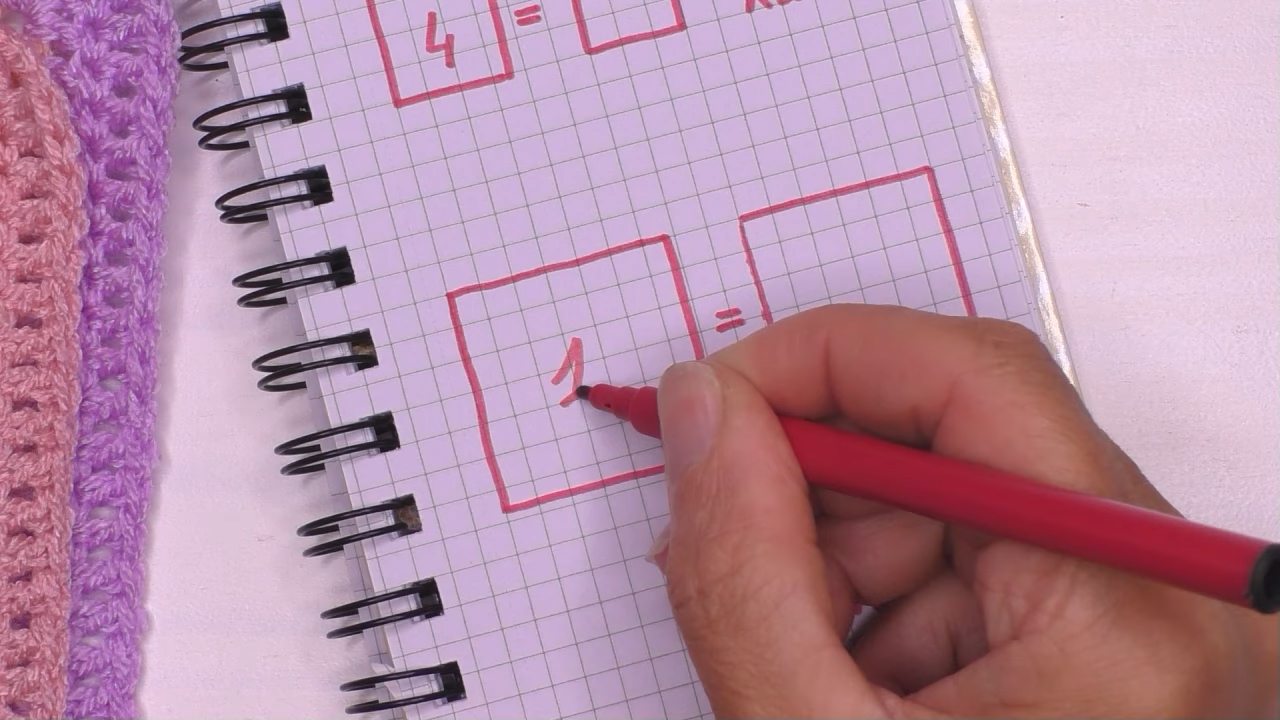 4 =
1 =